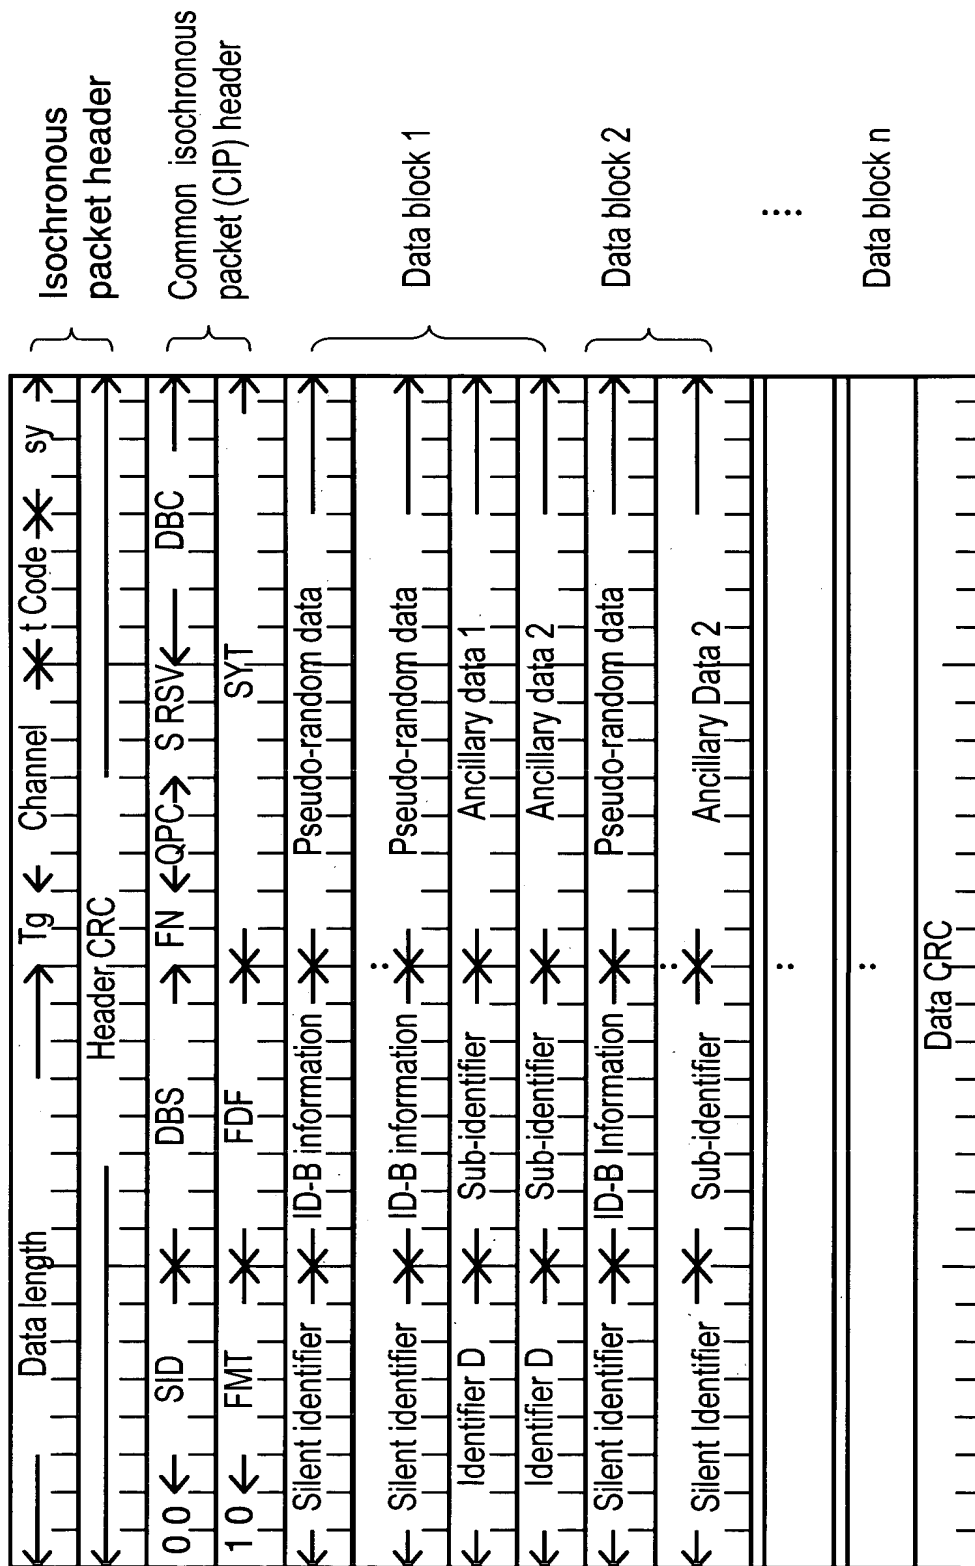 Data length Tg Channel t Code sy Isochronous packet header
Header CRC
0 0 SID DBS FN QPC S RSV DBC Common isochronous packet (CIP) header
1 0 FMT FDF SYT
Silent identifier ID-B information Pseudo-random data
Silent identifier ID-B information Pseudo-random data Data block 1
Identifier D Sub-identifier Ancillary data 1
Identifier D Sub-identifier Ancillary data 2
Silent identifier ID-B Information Pseudo-random data Data block 2
Silent Identifier Sub-identifier Ancillary Data 2
Data block n
Data CRC